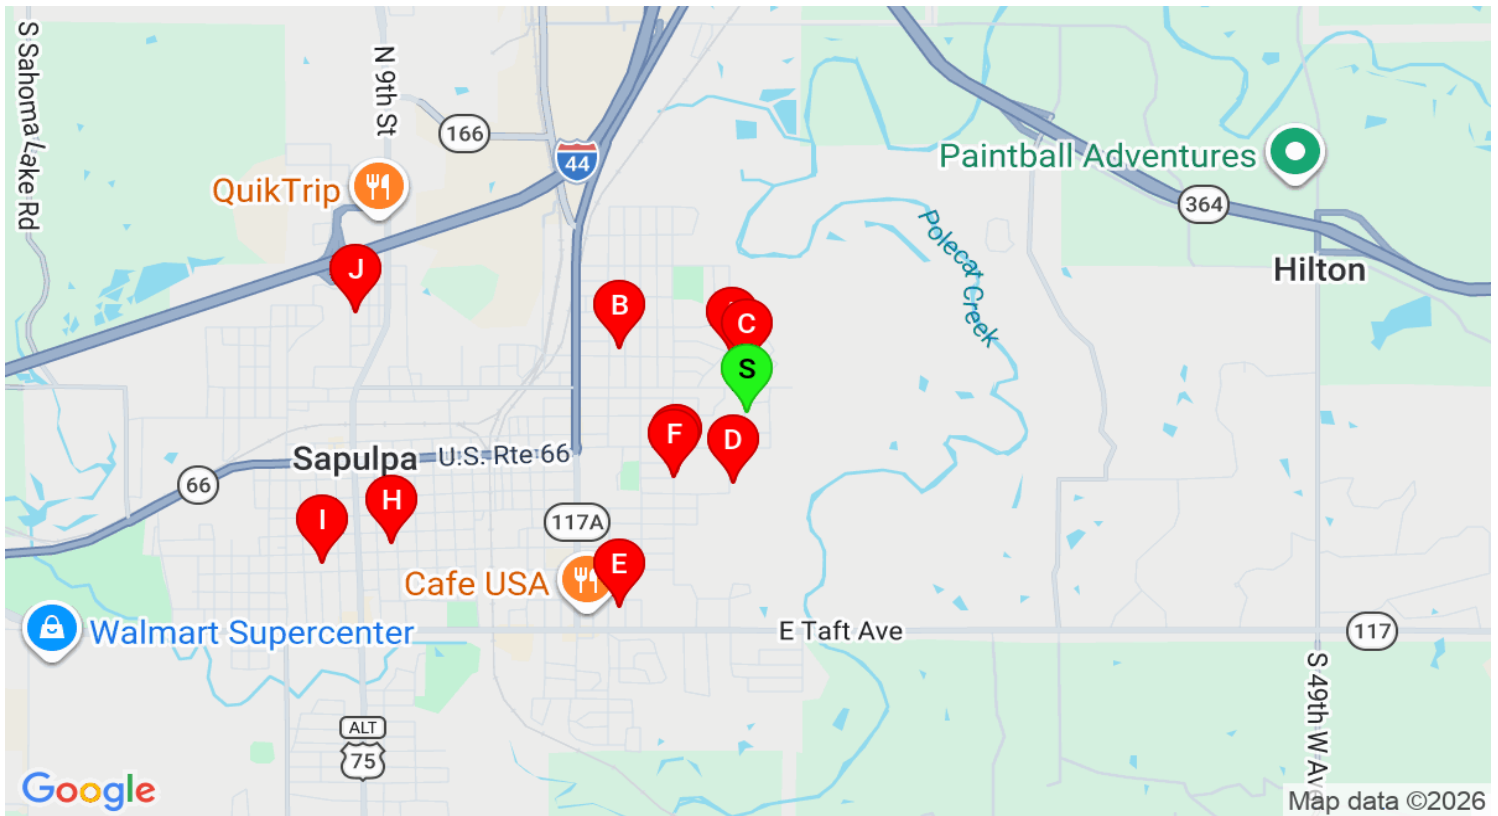 S Sahoma Lake Rd
N 9th St
166
44
QuikTrip
Paintball Adventures
364
Polecat Creek
Hilton
J
B
C
S
F
D
Sapulpa
U.S. Rte 66
66
H
I
117A
E
Cafe USA
Walmart Supercenter
E Taft Ave
117
S 49th W Ave
ALT
75
Google
Map data ©2026